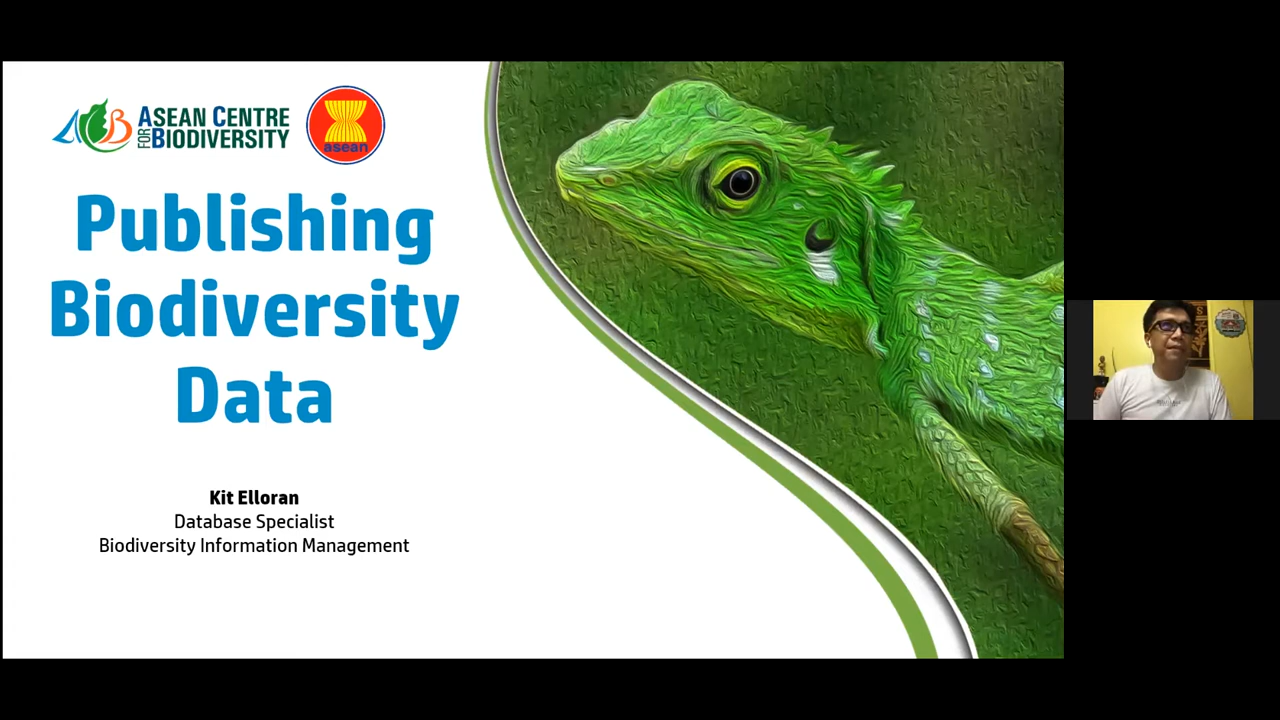 ASEAN CENTRE
FOR BIODIVERSITY
asean
Publishing
Biodiversity
Data
Kit Elloran
Database Specialist
Biodiversity Information Management